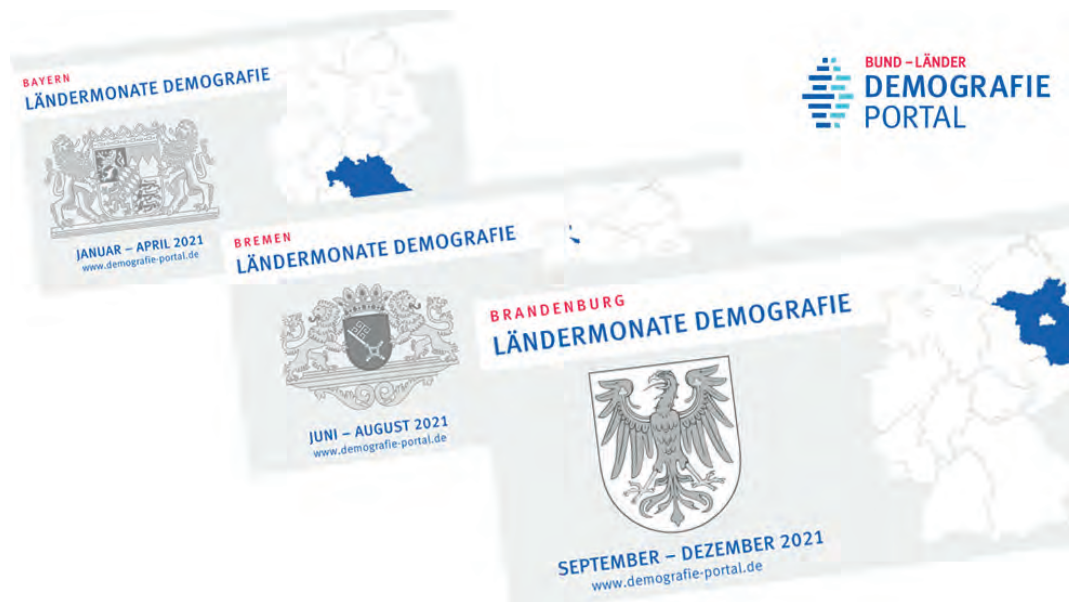 BAYERN
LÄNDERMONATE DEMOGRAFIE
JANUAR – APRIL 2021
www.demografie-portal.de
BREMEN
LÄNDERMONATE DEMOGRAFIE
JUNI – AUGUST 2021
www.demografie-portal.de
BRANDENBURG
LÄNDERMONATE DEMOGRAFIE
SEPTEMBER – DEZEMBER 2021
www.demografie-portal.de
BUND – LÄNDER
DEMOGRAFIE
PORTAL